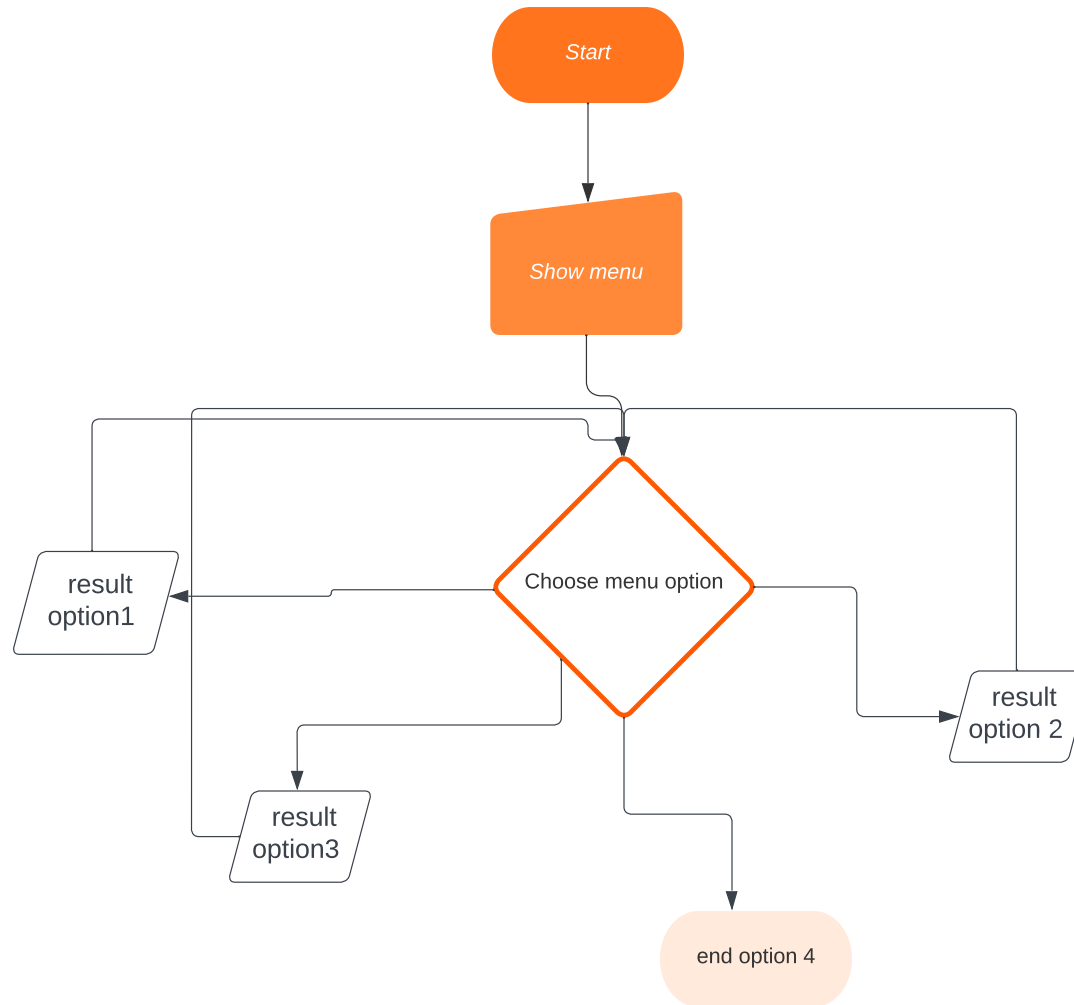 Start
Show menu
Choose menu option
result
option1
result
option 2
result
option3
end option 4